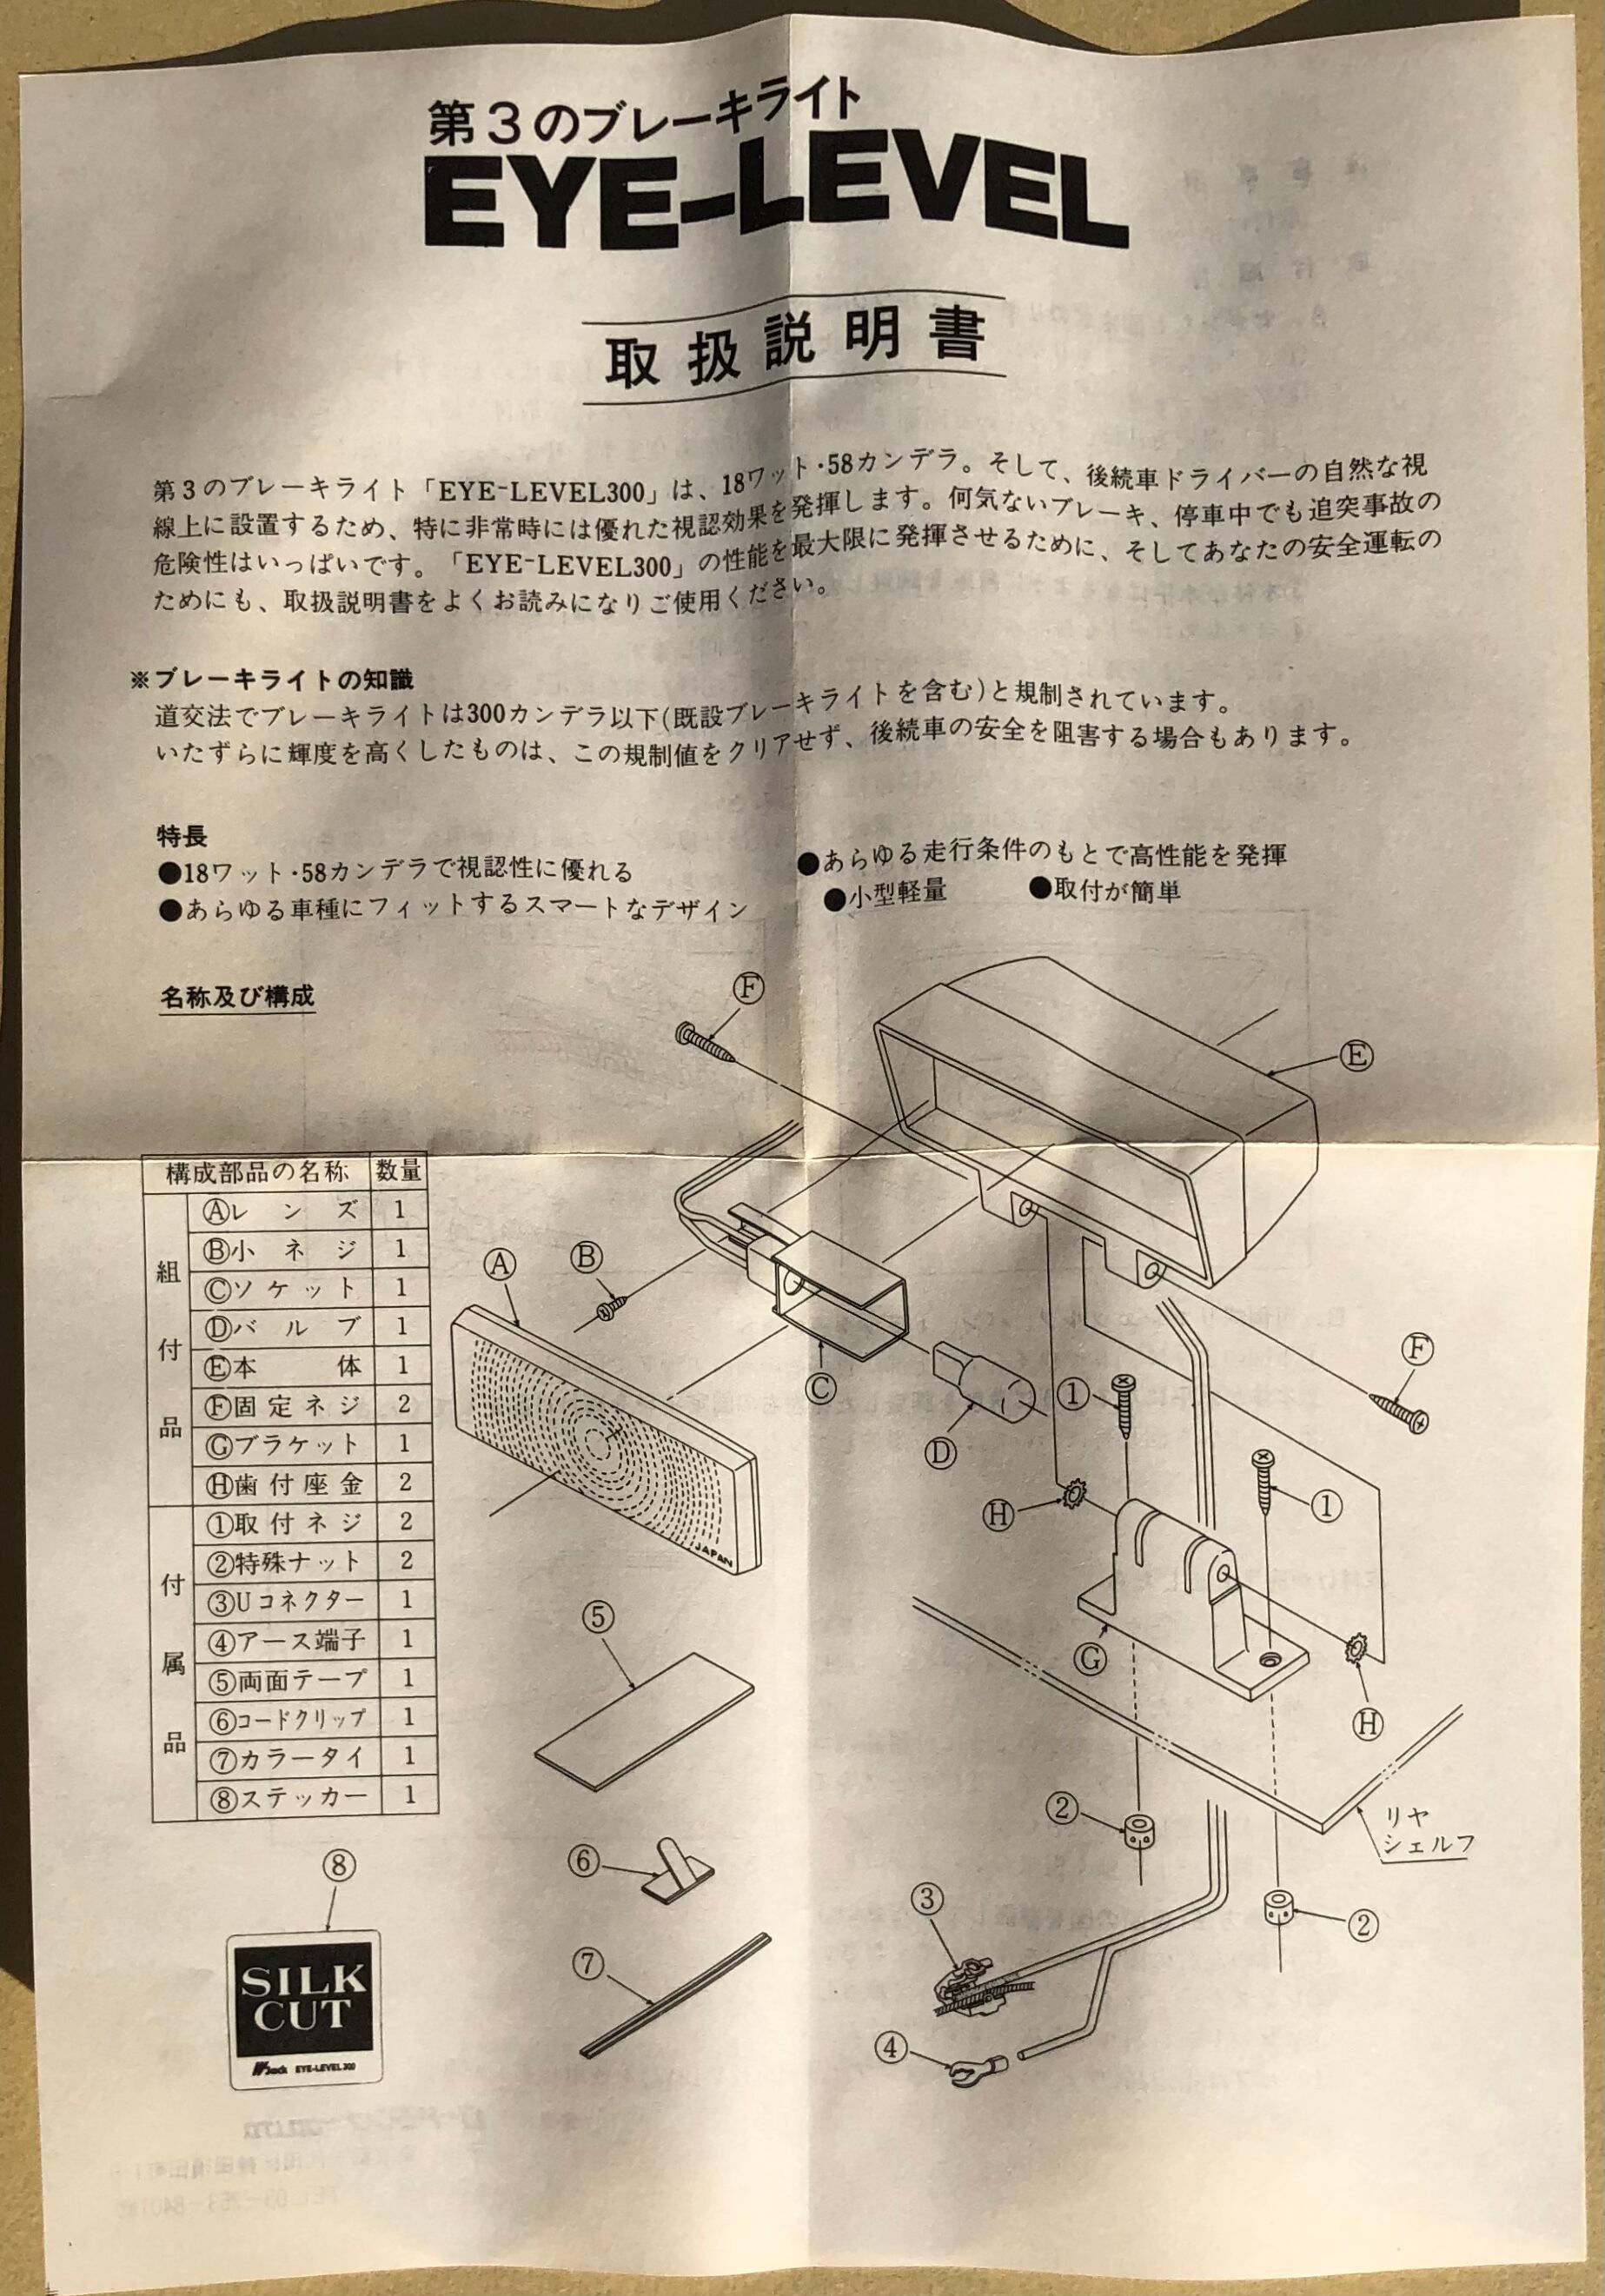 第3のブレーキライト
EYE-LEVEL
取扱説明書
第3のブレーキライト「EYE-LEVEL300」は、18ワット・58カンデラ。そして、後続車ドライバーの自然な視
線上に設置するため、特に非常時には優れた視認効果を発揮します。何気ないブレーキ、停車中でも追突事故の
危険性はいっぱいです。「EYE-LEVEL300」の性能を最大限に発揮させるために、そしてあなたの安全運転の
ためにも、取扱説明書をよくお読みになりご使用ください。
※ブレーキライトの知識
道交法でブレーキライトは300カンデラ以下(既設ブレーキライトを含む)と規制されています。
いたずらに輝度を高くしたものは、この規制値をクリアせず、後続車の安全を阻害する場合もあります。
特長
●18ワット・58カンデラで視認性に優れる
●あらゆる車種にフィットするスマートなデザイン
●あらゆる走行条件のもとで高性能を発揮
●小型軽量 ●取付が簡単
名称及び構成
構成部品の名称 数量
組付品
Ⓐレンズ 1
Ⓑ小ネジ 1
Ⓒソケット 1
Ⓓバルブ 1
Ⓔ本体 1
Ⓕ固定ネジ 2
Ⓖブラケット 1
Ⓗ歯付座金 2
付属品
①取付ネジ 2
②特殊ナット 2
③Uコネクター 1
④アース端子 1
⑤両面テープ 1
⑥コードクリップ 1
⑦カラータイ 1
⑧ステッカー 1
Ⓕ
Ⓔ
Ⓐ
Ⓑ
Ⓒ
Ⓓ
①
Ⓕ
Ⓗ
①
JAPAN
⑤
Ⓖ
Ⓗ
②
リヤ
シェルフ
⑥
⑧
③
②
⑦
④
SILK
CUT
Jack EYE-LEVEL300